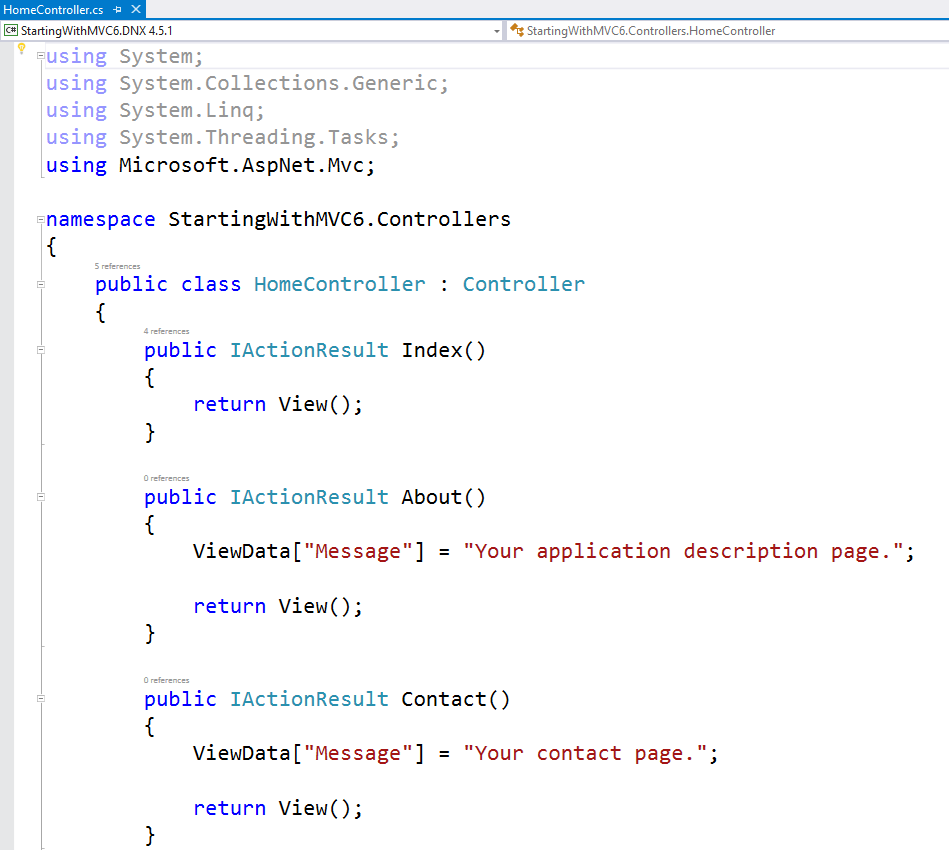 HomeController.cs
C# StartingWithMVC6.DNX 4.5.1 StartingWithMVC6.Controllers.HomeController
using System;
using System.Collections.Generic;
using System.Linq;
using System.Threading.Tasks;
using Microsoft.AspNet.Mvc;
namespace StartingWithMVC6.Controllers
{
5 references
public class HomeController : Controller
{
4 references
public IActionResult Index()
{
return View();
}
0 references
public IActionResult About()
{
ViewData["Message"] = "Your application description page.";
return View();
}
0 references
public IActionResult Contact()
{
ViewData["Message"] = "Your contact page.";
return View();
}